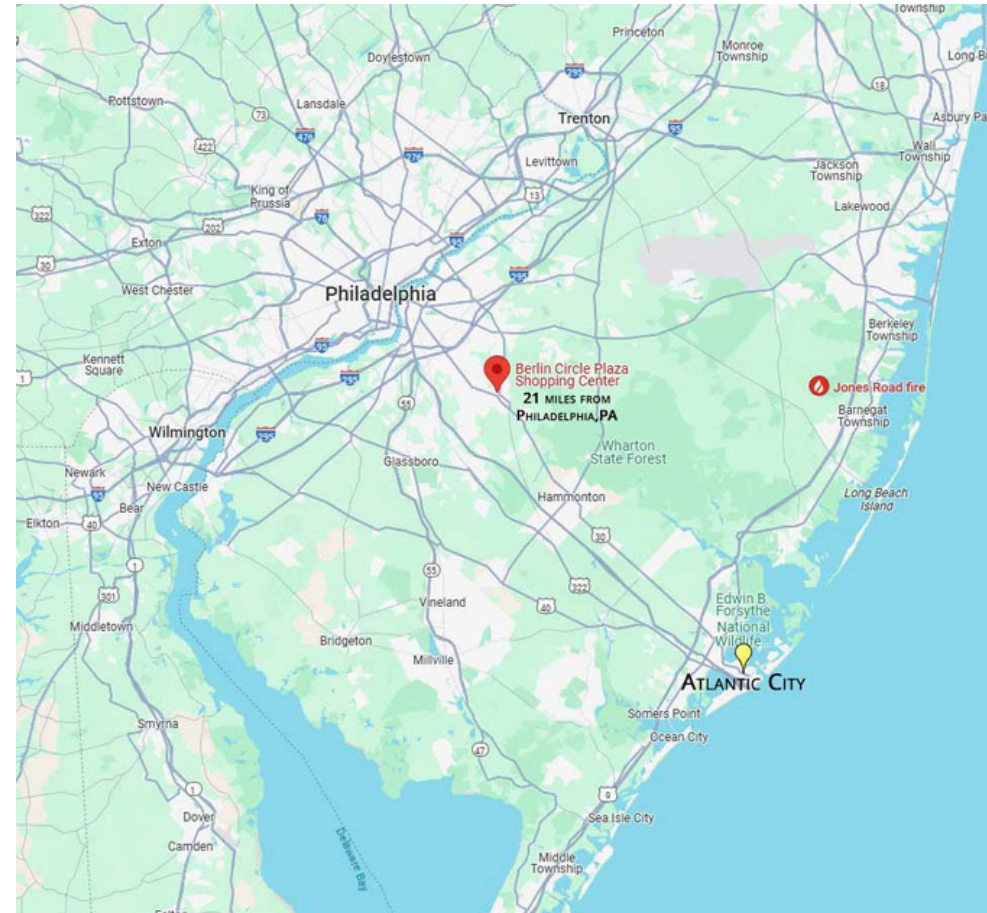 Township
Princeton
Monroe
Township
Long B
Doylestown
295
18
Pottstown
Lansdale
73
Asbury Pa
476
Trenton
95
Wall
Township
422
276
Levittown
Jackson
Township
King of
Prussia
13
Lakewood
322
76
202
95
Exton
30
295
West Chester
Philadelphia
Berkeley
Township
95
Kennett
Square
1
295
Berlin Circle Plaza
Shopping Center
21 MILES FROM
PHILADELPHIA,PA
Jones Road fire
Barnegat
Township
55
Wilmington
295
Wharton
State Forest
Glassboro
Newark
New Castle
95
Bear
Hammonton
Long Beach
Island
Elkton
40
30
1
55
322
301
Vineland
40
Edwin B.
Forsythe
National
Wildlife...
Middletown
Bridgeton
Millville
ATLANTIC CITY
Somers Point
Smyrna
Ocean City
47
1
9
Dover
Sea Isle City
Camden
Delaware Bay
Middle
Township